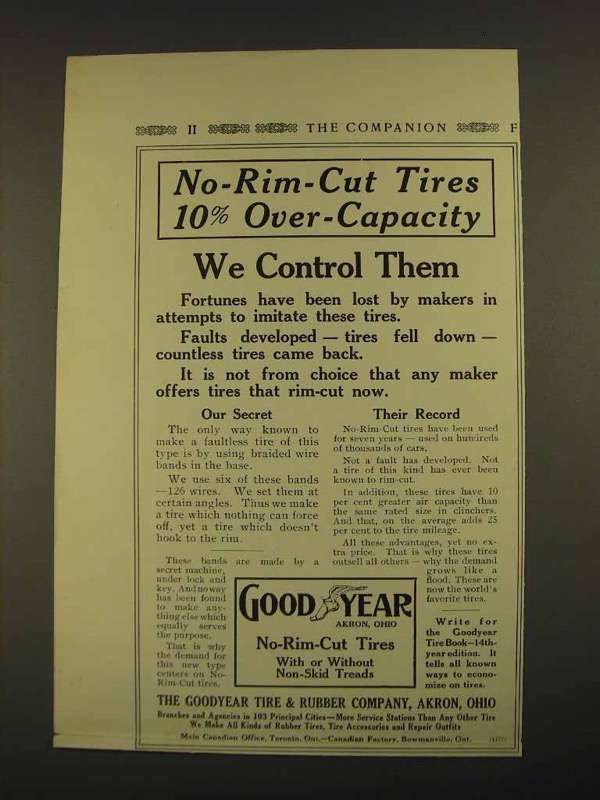 II THE COMPANION F
No-Rim-Cut Tires
10% Over-Capacity
We Control Them
Fortunes have been lost by makers in
attempts to imitate these tires.
Faults developed — tires fell down —
countless tires came back.
It is not from choice that any maker
offers tires that rim-cut now.
Our Secret
The only way known to
make a faultless tire of this
type is by using braided wire
bands in the base.
We use six of these bands
—126 wires. We set them at
certain angles. Thus we make
a tire which nothing can force
off, yet a tire which doesn't
hook to the rim.
These bands are made by a
secret machine,
under lock and
key. And no way
has been found
to make any-
thing else which
equally serves
the purpose.
That is why
the demand for
this new type
centers on No-
Rim-Cut tires.
Their Record
No-Rim-Cut tires have been used
for seven years — used on hundreds
of thousands of cars.
Not a fault has developed. Not
a tire of this kind has ever been
known to rim-cut.
In addition, these tires have 10
per cent greater air capacity than
the same rated size in clinchers.
And that, on the average adds 25
per cent to the tire mileage.
All these advantages, yet no ex-
tra price. That is why these tires
outsell all others — why the demand
grows like a
flood. These are
now the world's
favorite tires.
Write for
the Goodyear
Tire Book—14th-
year edition. It
tells all known
ways to econo-
mize on tires.
GOOD YEAR
AKRON, OHIO
No-Rim-Cut Tires
With or Without
Non-Skid Treads
THE GOODYEAR TIRE & RUBBER COMPANY, AKRON, OHIO
Branches and Agencies in 103 Principal Cities—More Service Stations Than Any Other Tire
We Make All Kinds of Rubber Tires, Tire Accessories and Repair Outfits
Main Canadian Office, Toronto, Ont.—Canadian Factory, Bowmanville, Ont.